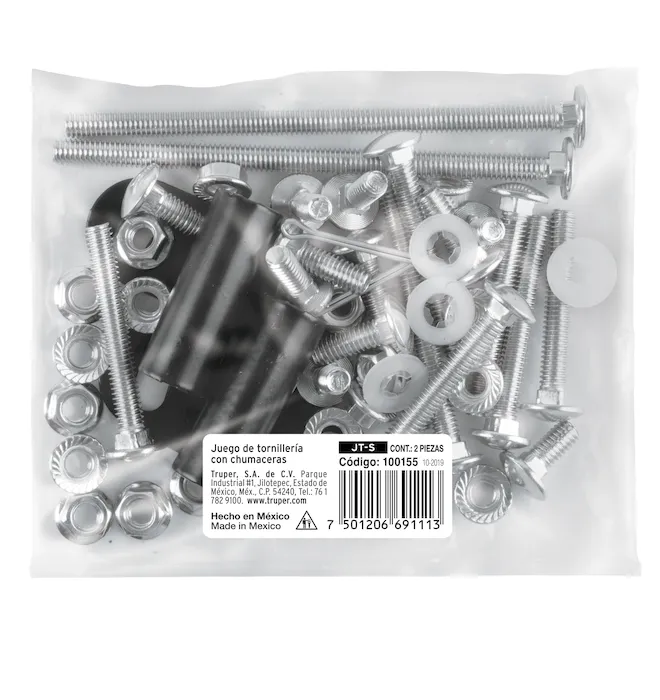 Juego de tornillería
con chumaceras
Truper, S.A. de C.V. Parque
Industrial #1, Jilotepec, Estado de
México, Méx., C.P. 54240, Tel.: 76 1
782 9100. www.truper.com
Hecho en México
Made in Mexico
JT-S CONT.: 2 PIEZAS
Código: 100155 10-2019
7 501206 691113